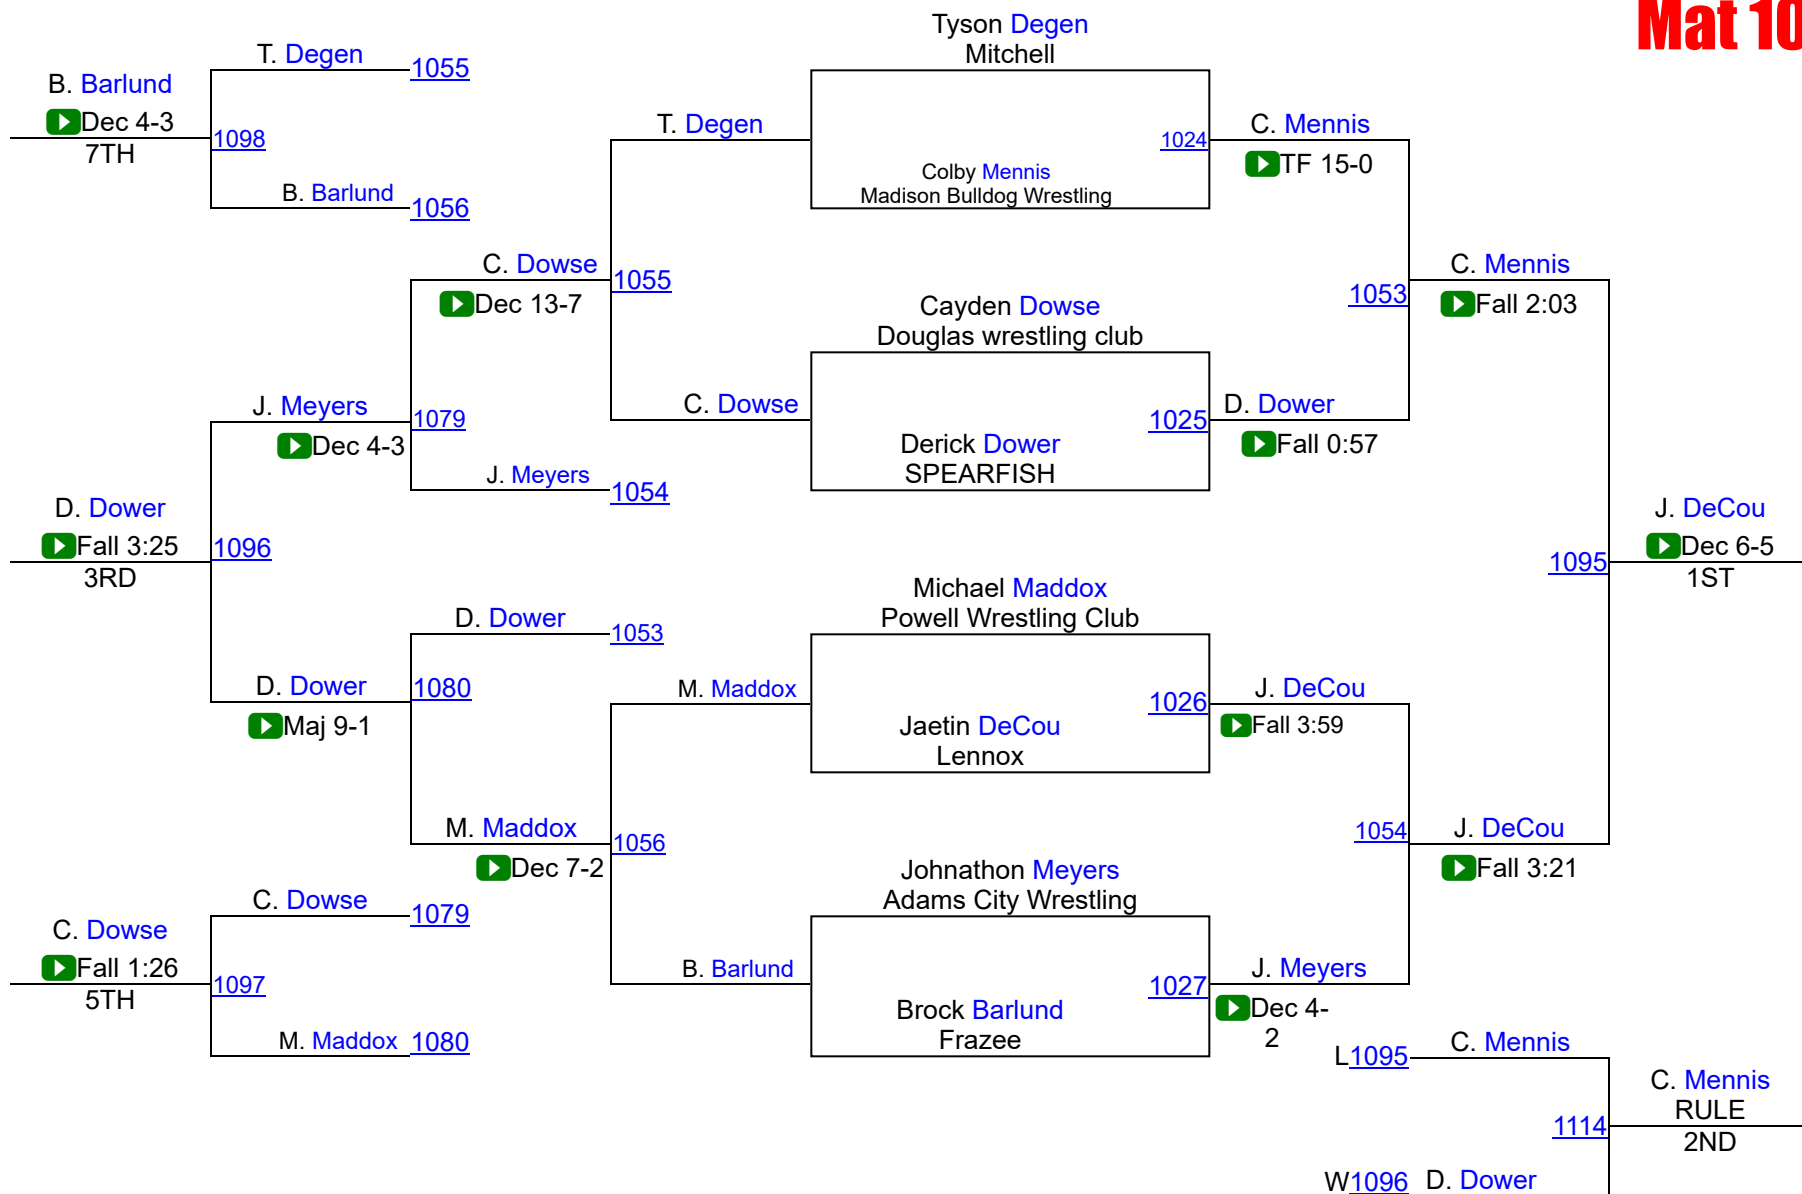 Mat 10
Tyson Degen
Mitchell
T. Degen
1055
B. Barlund
Dec 4-3
7TH
1098
T. Degen
1024
C. Mennis
TF 15-0
Colby Mennis
Madison Bulldog Wrestling
B. Barlund
1056
C. Dowse
Dec 13-7
1055
C. Mennis
Fall 2:03
1053
Cayden Dowse
Douglas wrestling club
J. Meyers
Dec 4-3
1079
C. Dowse
1025
D. Dower
Fall 0:57
Derick Dower
SPEARFISH
J. Meyers
1054
D. Dower
Fall 3:25
3RD
1096
J. DeCou
Dec 6-5
1ST
1095
Michael Maddox
Powell Wrestling Club
D. Dower
1053
D. Dower
Maj 9-1
1080
M. Maddox
1026
J. DeCou
Fall 3:59
Jaetin DeCou
Lennox
M. Maddox
Dec 7-2
1056
1054
J. DeCou
Fall 3:21
Johnathon Meyers
Adams City Wrestling
C. Dowse
1079
C. Dowse
Fall 1:26
5TH
1097
B. Barlund
1027
J. Meyers
Dec 4-
2
Brock Barlund
Frazee
M. Maddox
1080
L1095
C. Mennis
C. Mennis
RULE
2ND
1114
W1096
D. Dower